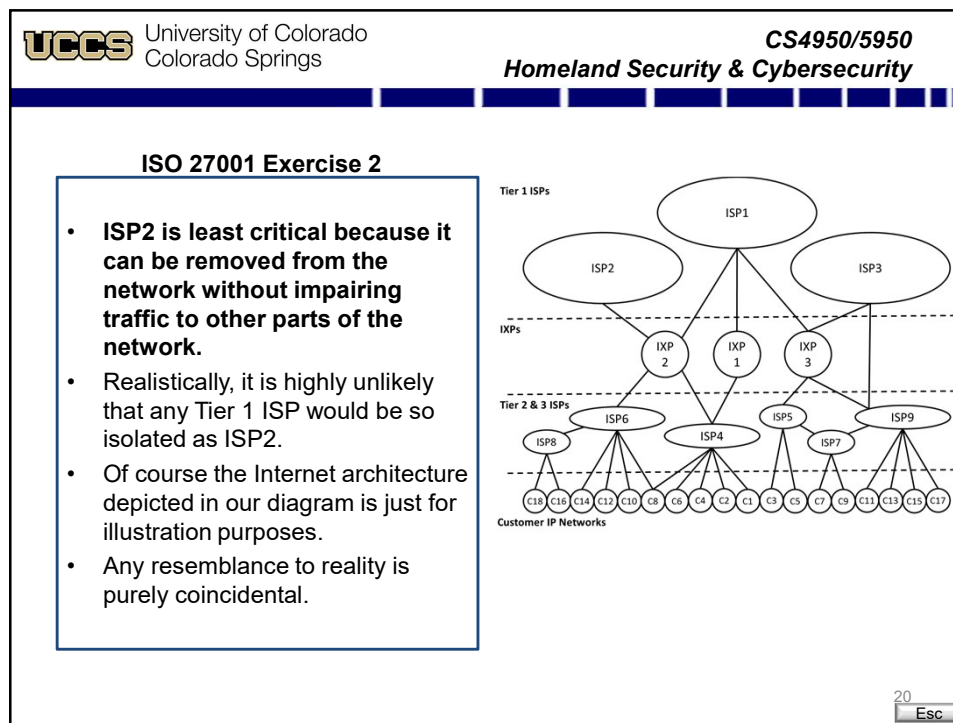 UCCS University of Colorado
Colorado Springs
CS4950/5950
Homeland Security & Cybersecurity
ISO 27001 Exercise 2
• ISP2 is least critical because it
can be removed from the
network without impairing
traffic to other parts of the
network.
• Realistically, it is highly unlikely
that any Tier 1 ISP would be so
isolated as ISP2.
• Of course the Internet architecture
depicted in our diagram is just for
illustration purposes.
• Any resemblance to reality is
purely coincidental.
Tier 1 ISPs
ISP1
ISP2
ISP3
IXPs
IXP
2
IXP
1
IXP
3
Tier 2 & 3 ISPs
ISP6
ISP5
ISP9
ISP8
ISP4
ISP7
C18 C16 C14 C12 C10 C8 C6 C4 C2 C1 C3 C5 C7 C9 C11 C13 C15 C17
Customer IP Networks
20
Esc